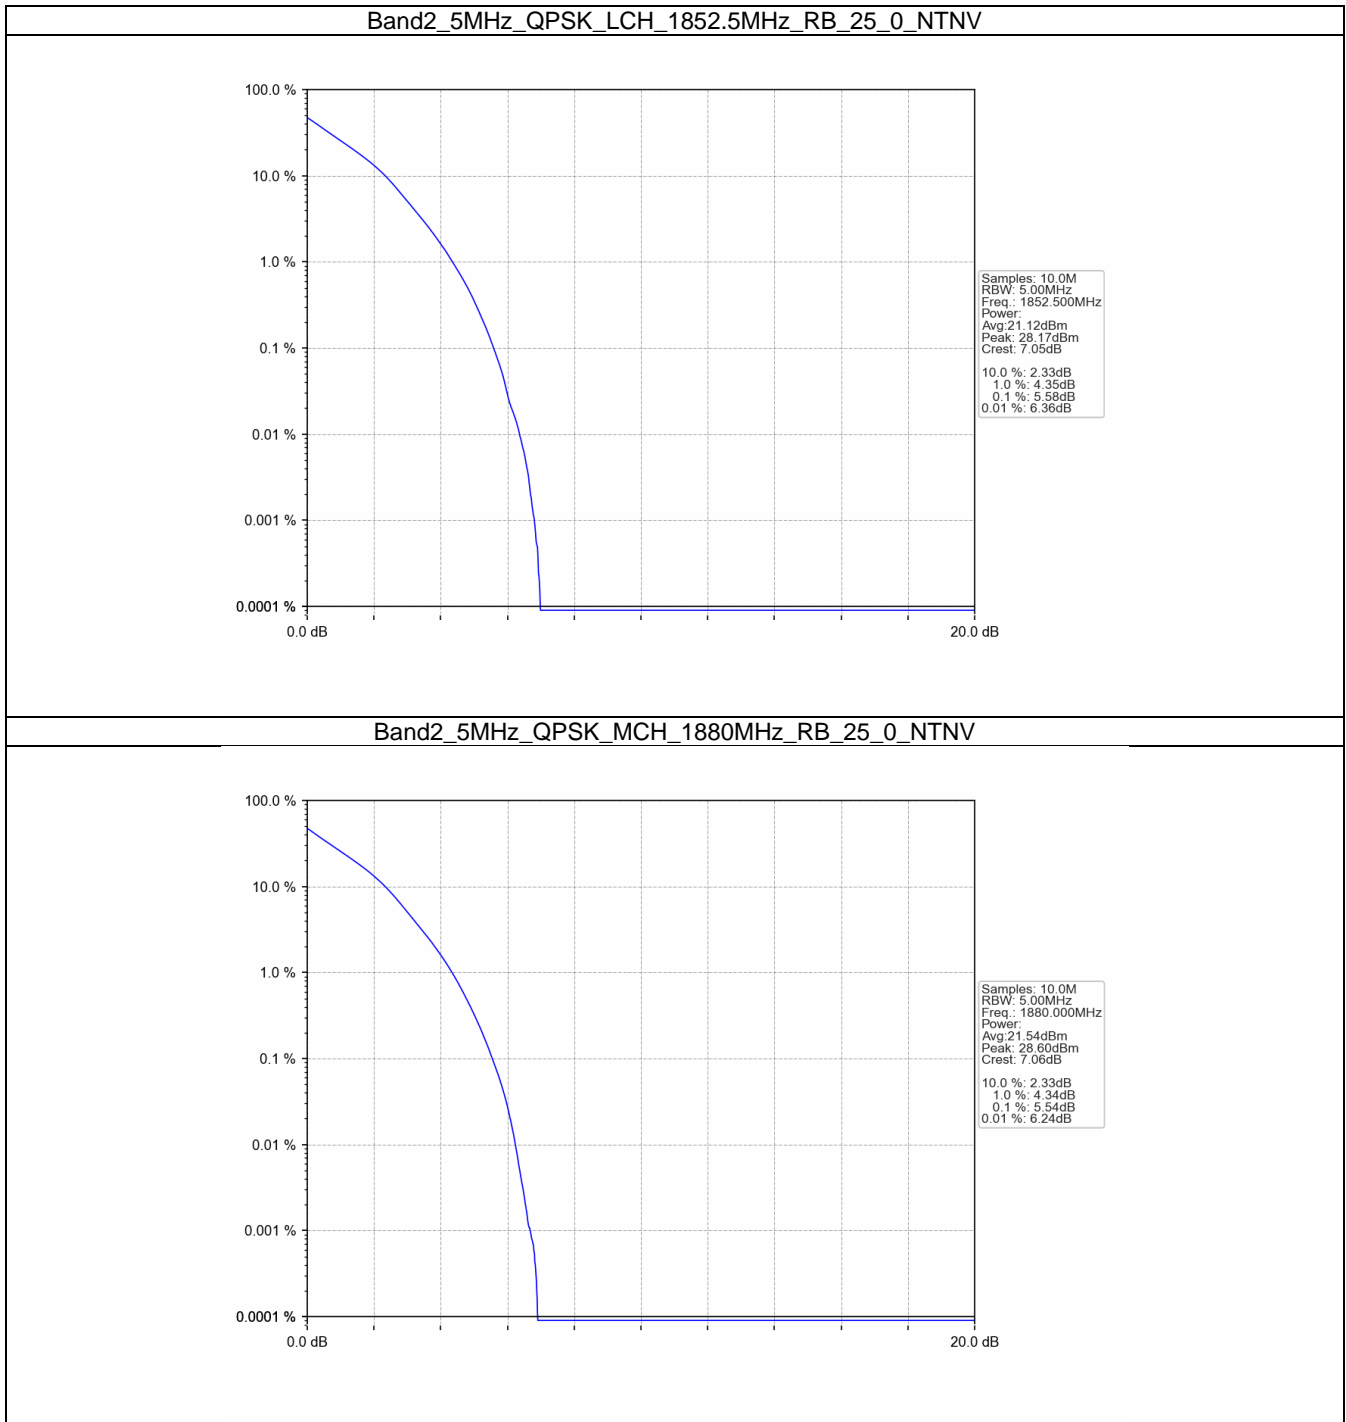 Band2_5MHz_QPSK_LCH_1852.5MHz_RB_25_0_NTNV
100.0 %
10.0 %
1.0 %
0.1 %
0.01 %
0.001 %
0.0001 %
0.0 dB
20.0 dB
Samples: 10.0M
RBW: 5.00MHz
Freq.: 1852.500MHz
Power:
Avg:21.12dBm
Peak: 28.17dBm
Crest: 7.05dB
10.0 %: 2.33dB
1.0 %: 4.35dB
0.1 %: 5.58dB
0.01 %: 6.36dB
Band2_5MHz_QPSK_MCH_1880MHz_RB_25_0_NTNV
100.0 %
10.0 %
1.0 %
0.1 %
0.01 %
0.001 %
0.0001 %
0.0 dB
20.0 dB
Samples: 10.0M
RBW: 5.00MHz
Freq.: 1880.000MHz
Power:
Avg:21.54dBm
Peak: 28.60dBm
Crest: 7.06dB
10.0 %: 2.33dB
1.0 %: 4.34dB
0.1 %: 5.54dB
0.01 %: 6.24dB